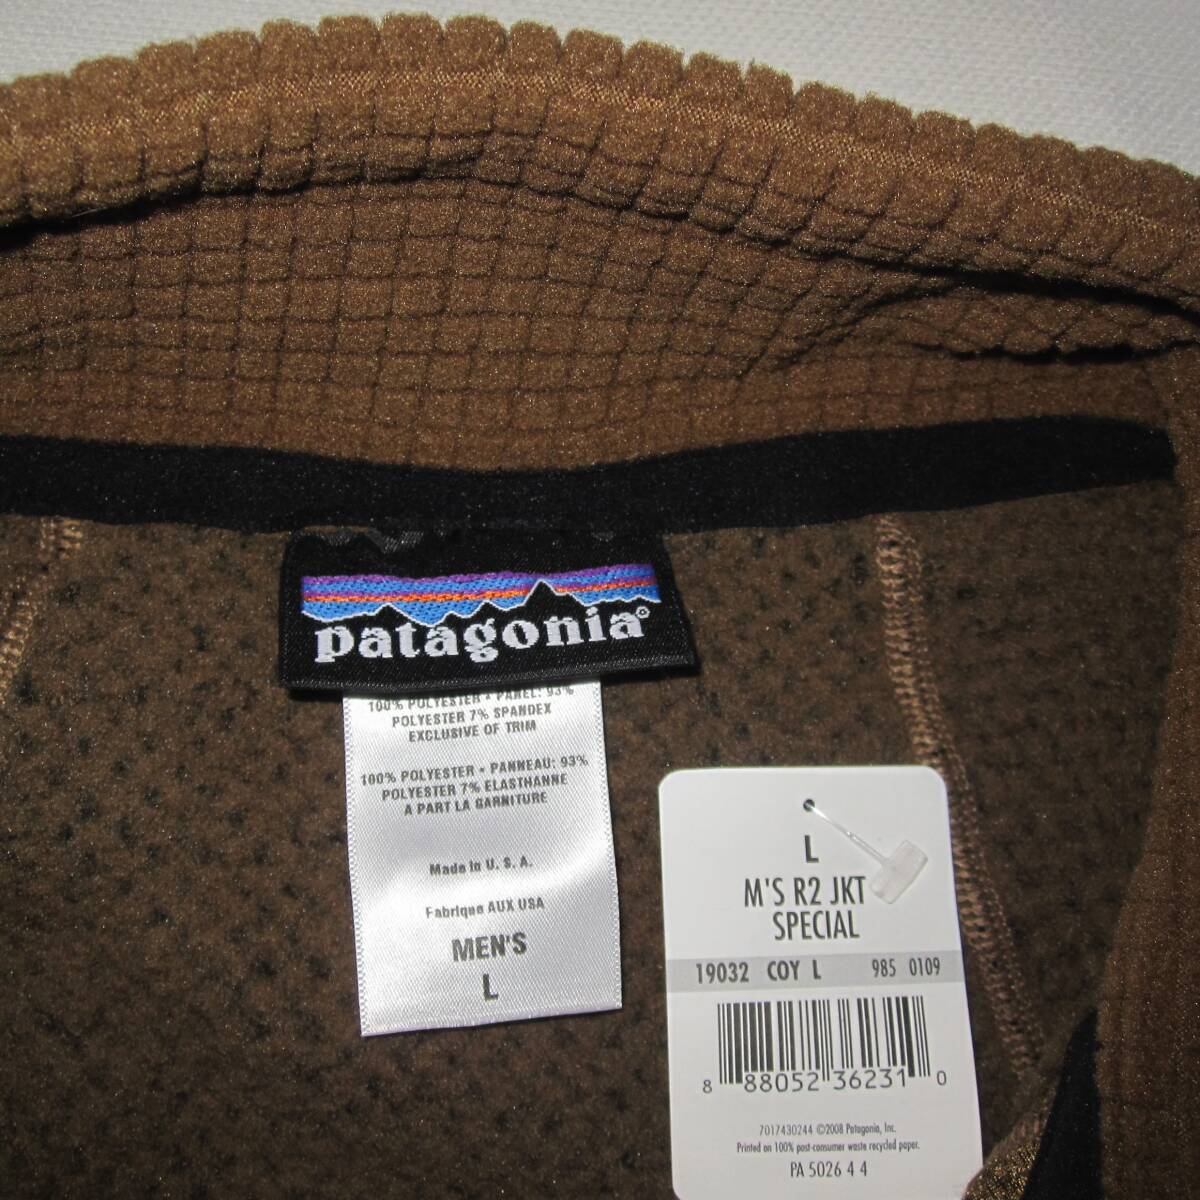 patagonia®
100% POLYESTER • PANEL: 93%
POLYESTER 7% SPANDEX
EXCLUSIVE OF TRIM
100% POLYESTER • PANNEAU: 93%
POLYESTER 7% ELASTHANNE
A PART LA GARNITURE
Made in U. S. A.
Fabrique AUX USA
MEN'S
L
L
M'S R2 JKT
SPECIAL
19032 COY L 985 0109
8 88052 36231 0
7017430244 ©2008 Patagonia, Inc.
Printed on 100% post-consumer waste recycled paper.
PA 5026 4 4